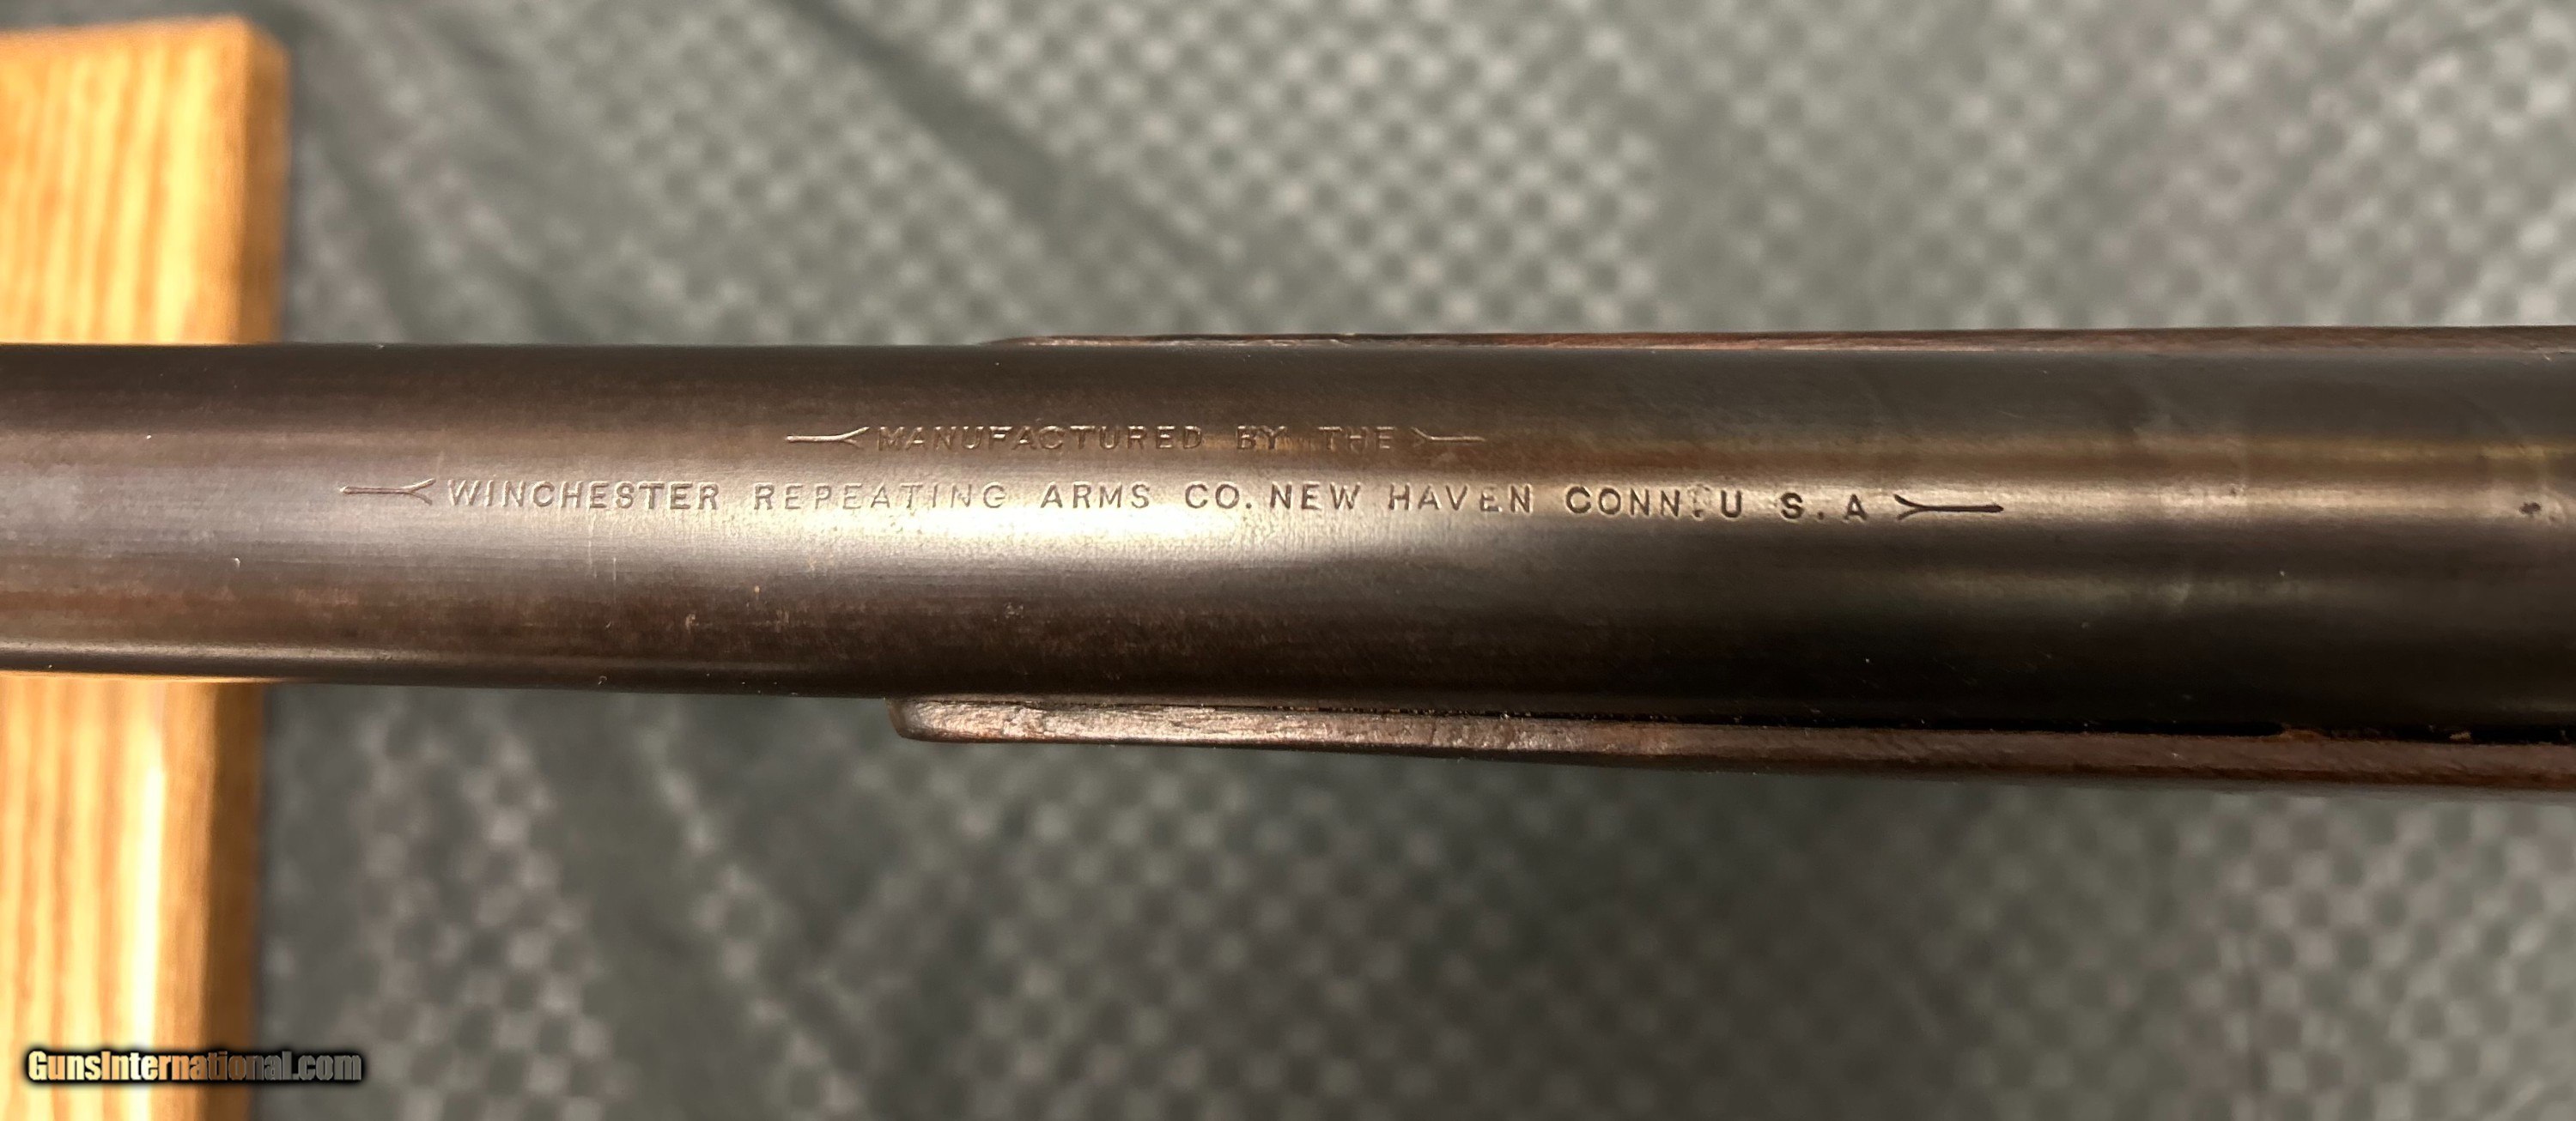 MANUFACTURED BY THE
WINCHESTER REPEATING ARMS CO. NEW HAVEN CONN. U S. A
GunsInternational.com